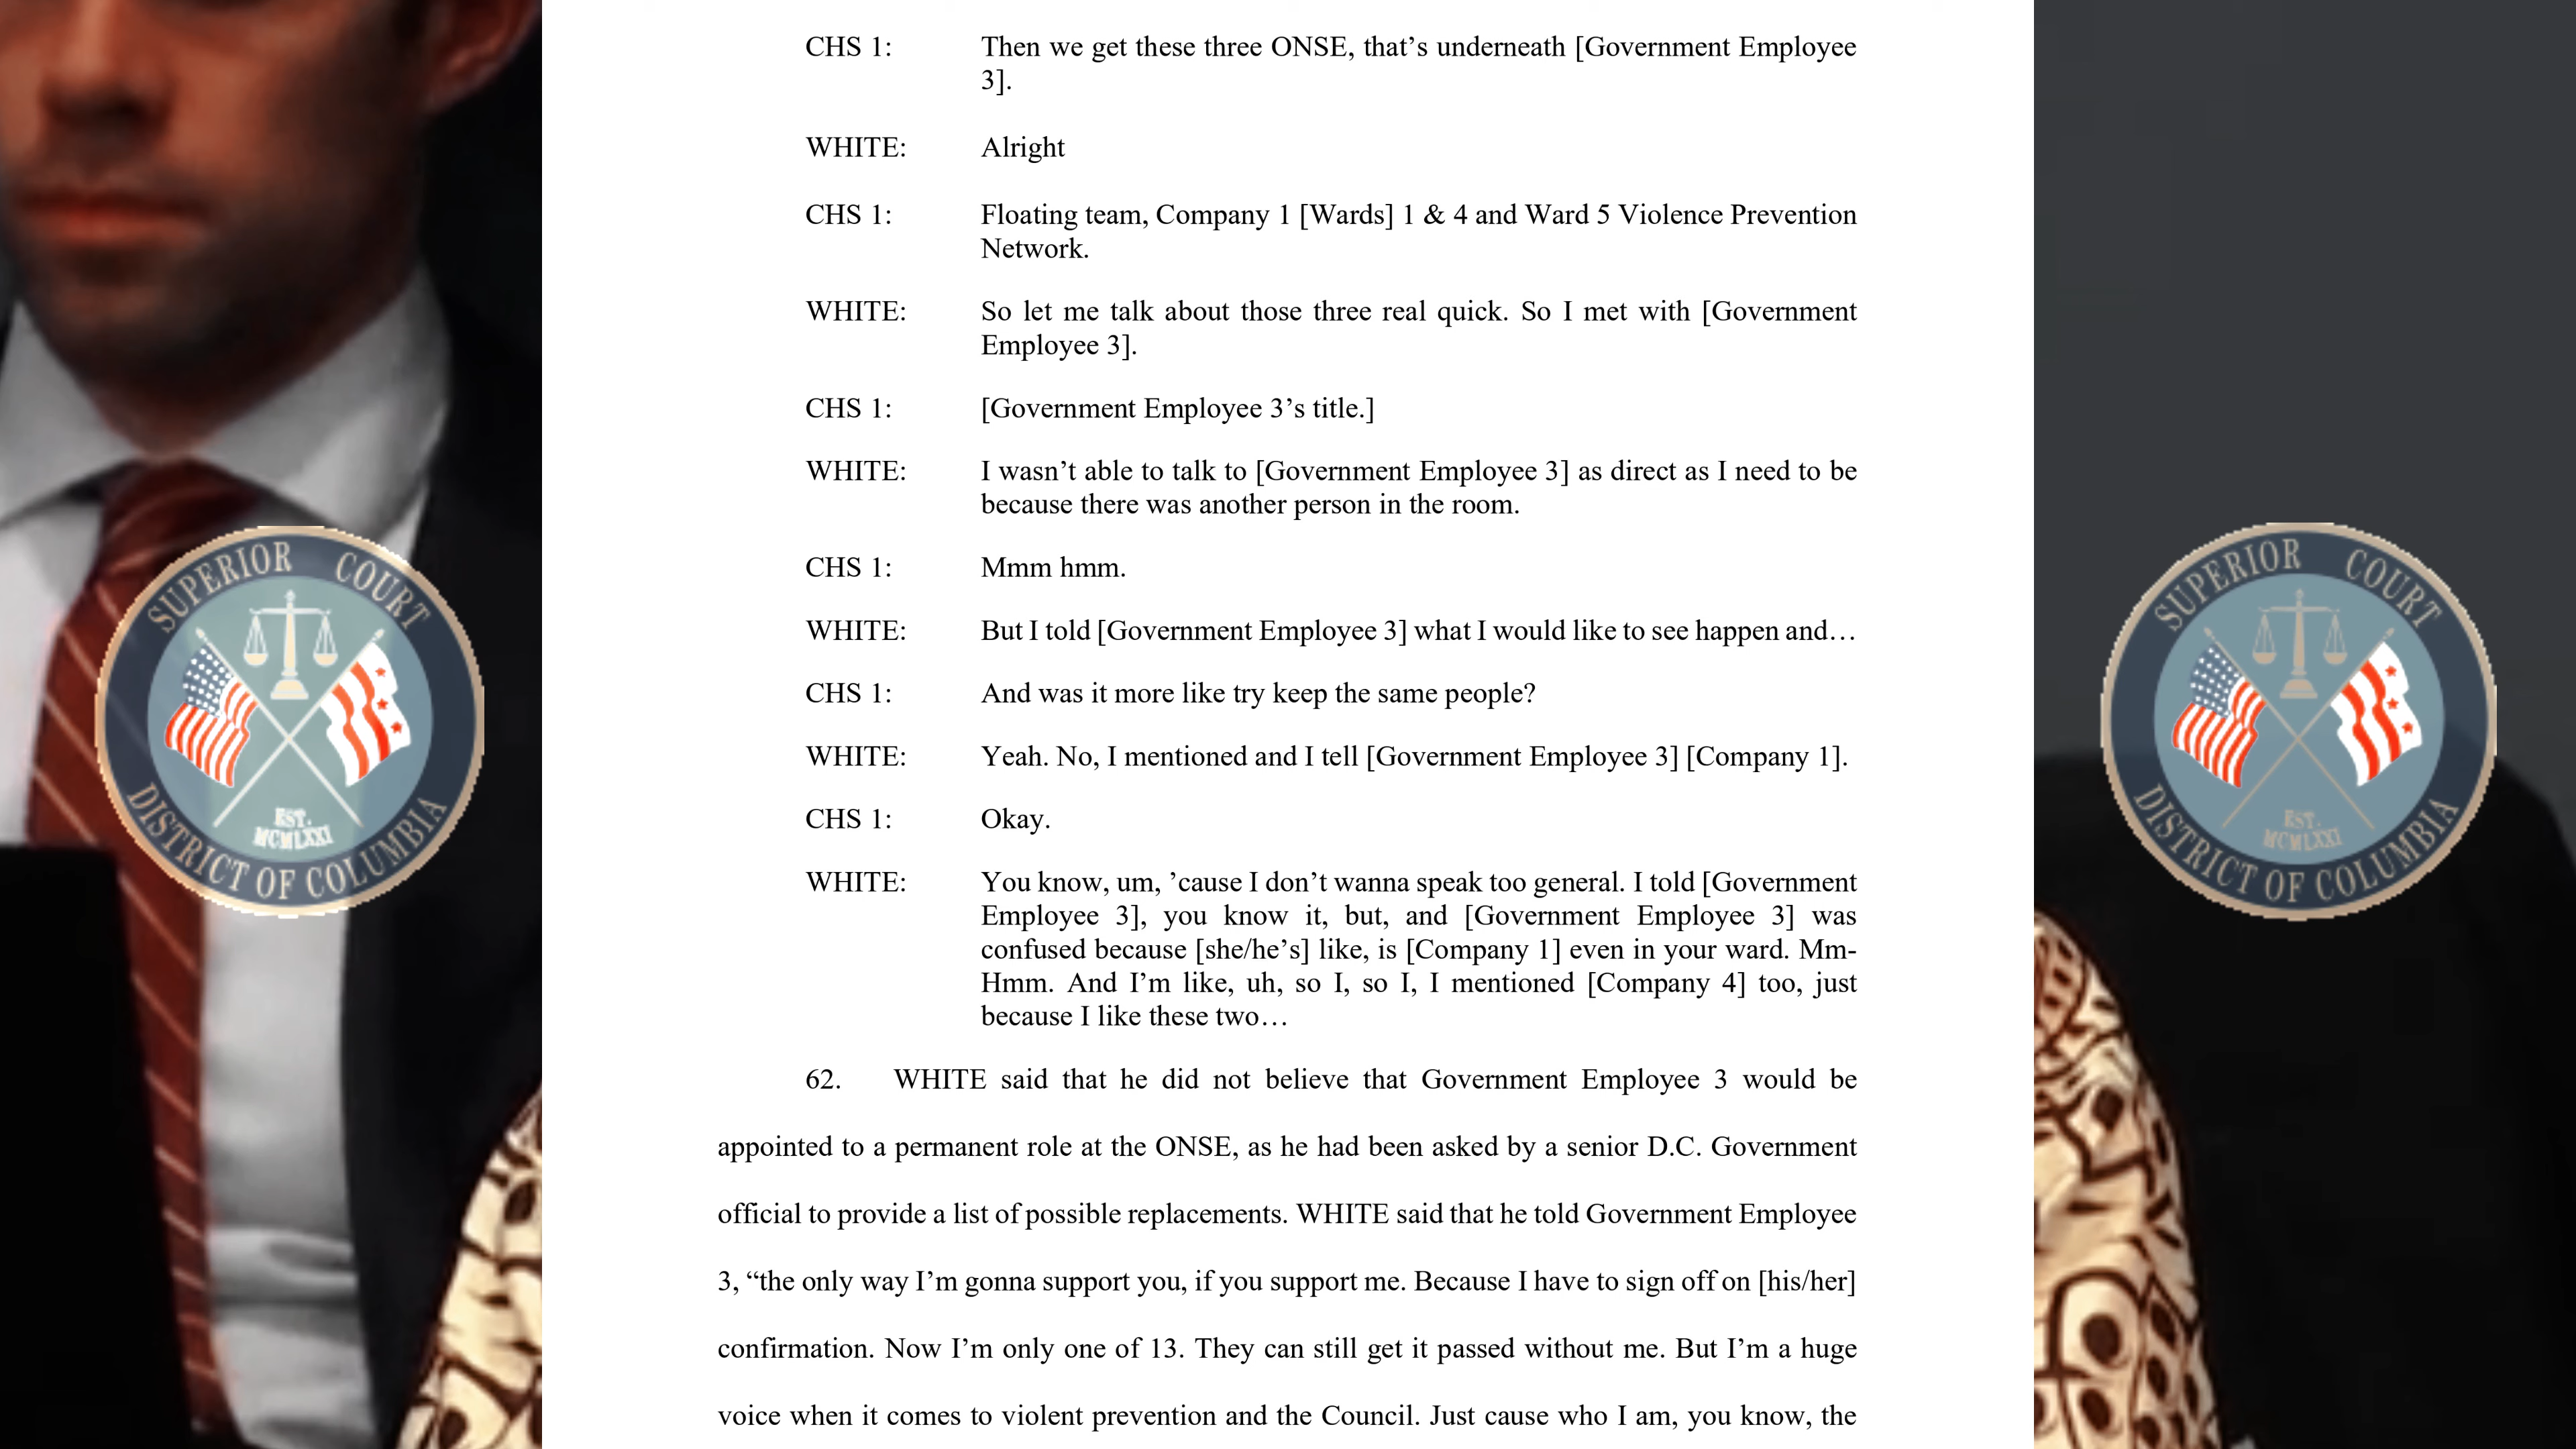 CHS 1: Then we get these three ONSE, that’s underneath [Government Employee
3].
WHITE: Alright
CHS 1: Floating team, Company 1 [Wards] 1 & 4 and Ward 5 Violence Prevention
Network.
WHITE: So let me talk about those three real quick. So I met with [Government
Employee 3].
CHS 1: [Government Employee 3’s title.]
WHITE: I wasn’t able to talk to [Government Employee 3] as direct as I need to be
because there was another person in the room.
CHS 1: Mmm hmm.
WHITE: But I told [Government Employee 3] what I would like to see happen and…
CHS 1: And was it more like try keep the same people?
WHITE: Yeah. No, I mentioned and I tell [Government Employee 3] [Company 1].
CHS 1: Okay.
WHITE: You know, um, ’cause I don’t wanna speak too general. I told [Government
Employee 3], you know it, but, and [Government Employee 3] was
confused because [she/he’s] like, is [Company 1] even in your ward. Mm-
Hmm. And I’m like, uh, so I, so I, I mentioned [Company 4] too, just
because I like these two…
62. WHITE said that he did not believe that Government Employee 3 would be
appointed to a permanent role at the ONSE, as he had been asked by a senior D.C. Government
official to provide a list of possible replacements. WHITE said that he told Government Employee
3, “the only way I’m gonna support you, if you support me. Because I have to sign off on [his/her]
confirmation. Now I’m only one of 13. They can still get it passed without me. But I’m a huge
voice when it comes to violent prevention and the Council. Just cause who I am, you know, the
SUPERIOR COURT
EST.
MCMLXXI
DISTRICT OF COLUMBIA
SUPERIOR COURT
EST.
MCMLXXI
DISTRICT OF COLUMBIA